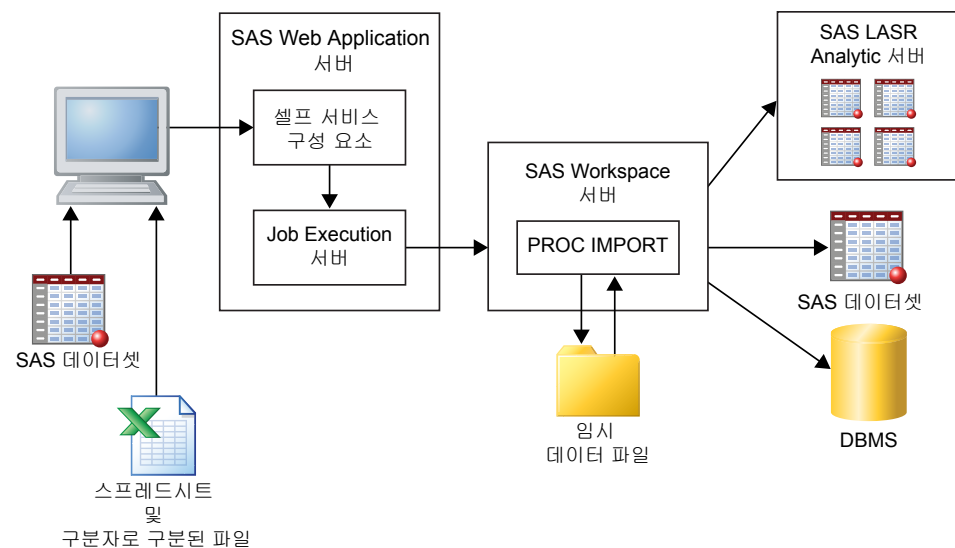 SAS Web Application
서버
셀프 서비스
구성 요소
Job Execution
서버
SAS 데이터셋
스프레드시트
및
구분자로 구분된 파일
SAS Workspace
서버
PROC IMPORT
임시
데이터 파일
SAS LASR
Analytic 서버
SAS 데이터셋
DBMS